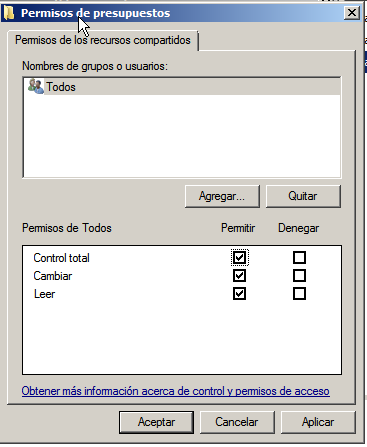 Permisos de presupuestos
Permisos de los recursos compartidos
Nombres de grupos o usuarios:
Todos
Agregar...
Quitar
Permisos de Todos
Permitir
Denegar
Control total
Cambiar
Leer
Obtener más información acerca de control y permisos de acceso
Aceptar
Cancelar
Aplicar